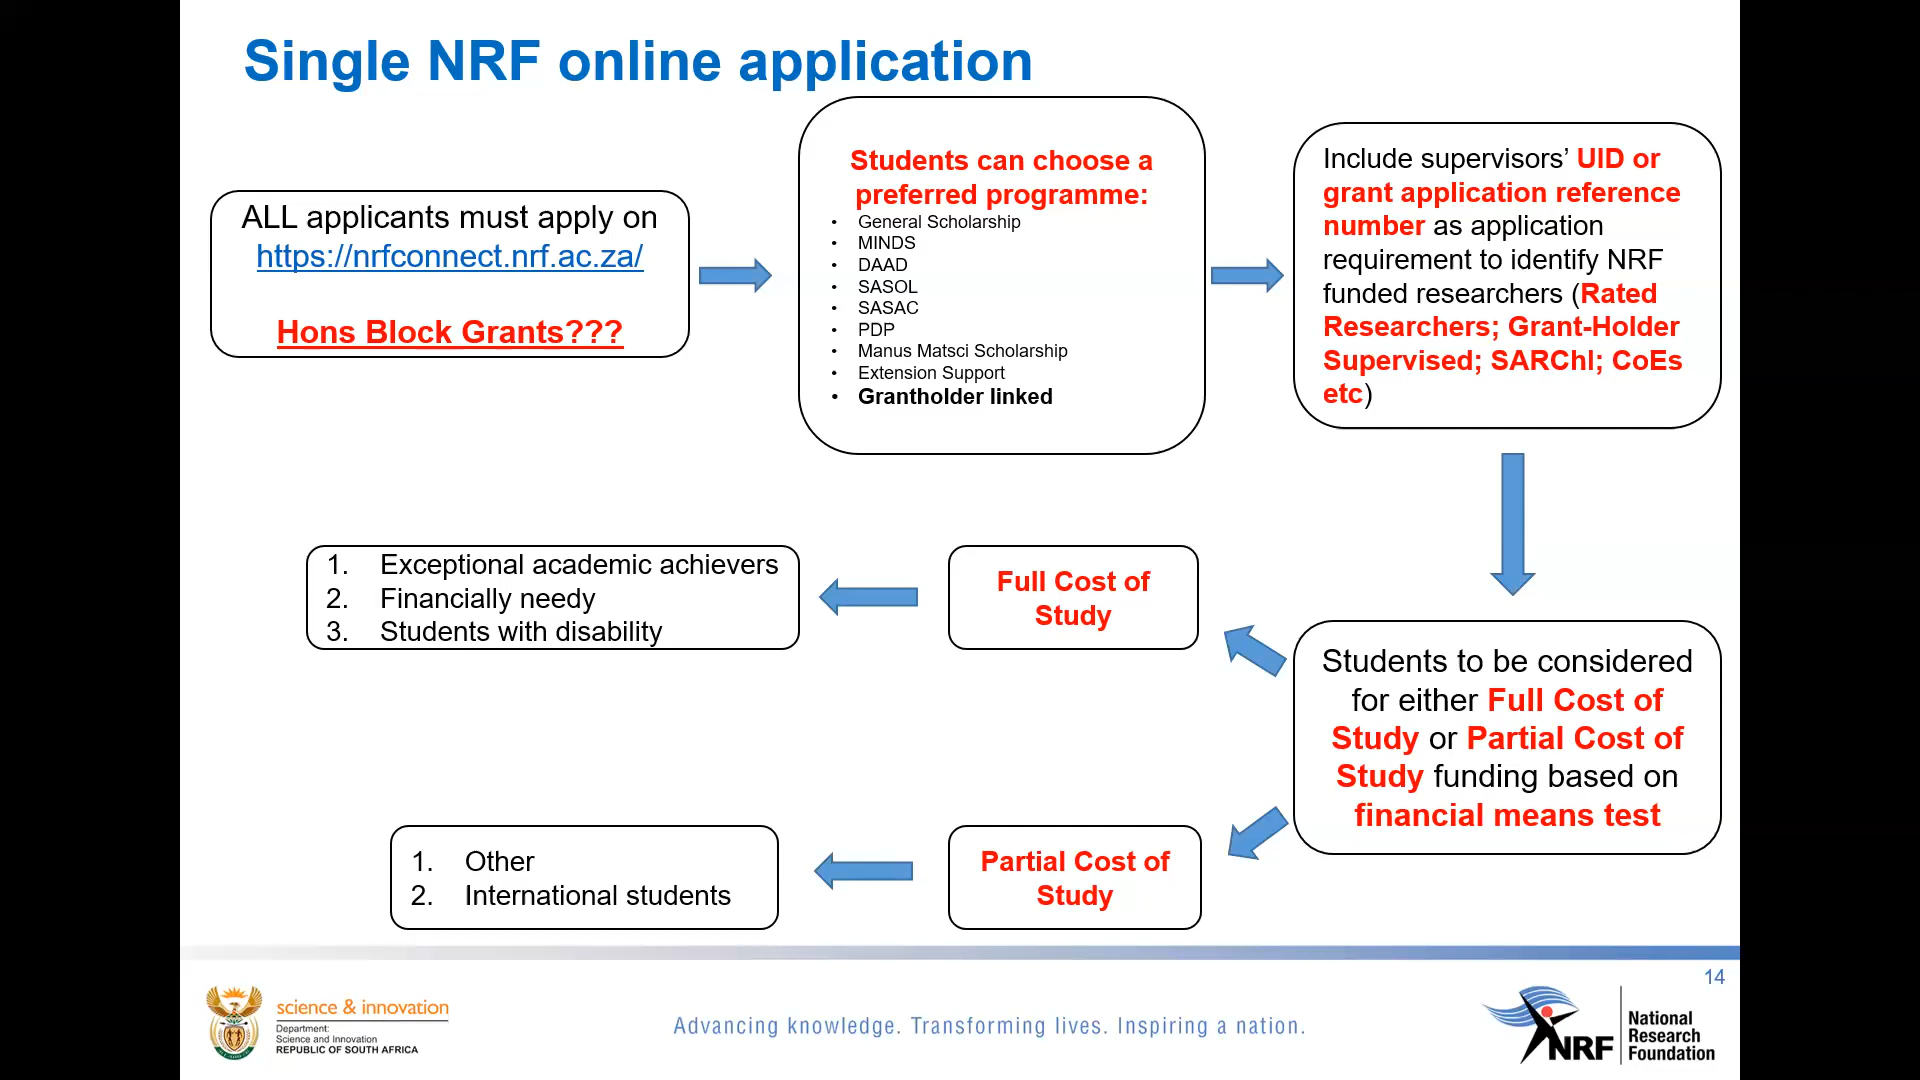 Single NRF online application
ALL applicants must apply on
https://nrfconnect.nrf.ac.za/
Hons Block Grants???
Students can choose a
preferred programme:
• General Scholarship
• MINDS
• DAAD
• SASOL
• SASAC
• PDP
• Manus Matsci Scholarship
• Extension Support
• Grantholder linked
Include supervisors’ UID or
grant application reference
number as application
requirement to identify NRF
funded researchers (Rated
Researchers; Grant-Holder
Supervised; SARChI; CoEs
etc)
Students to be considered
for either Full Cost of
Study or Partial Cost of
Study funding based on
financial means test
Full Cost of
Study
1. Exceptional academic achievers
2. Financially needy
3. Students with disability
Partial Cost of
Study
1. Other
2. International students
14
science & innovation
Department:
Science and Innovation
REPUBLIC OF SOUTH AFRICA
Advancing knowledge. Transforming lives. Inspiring a nation.
NRF
National
Research
Foundation